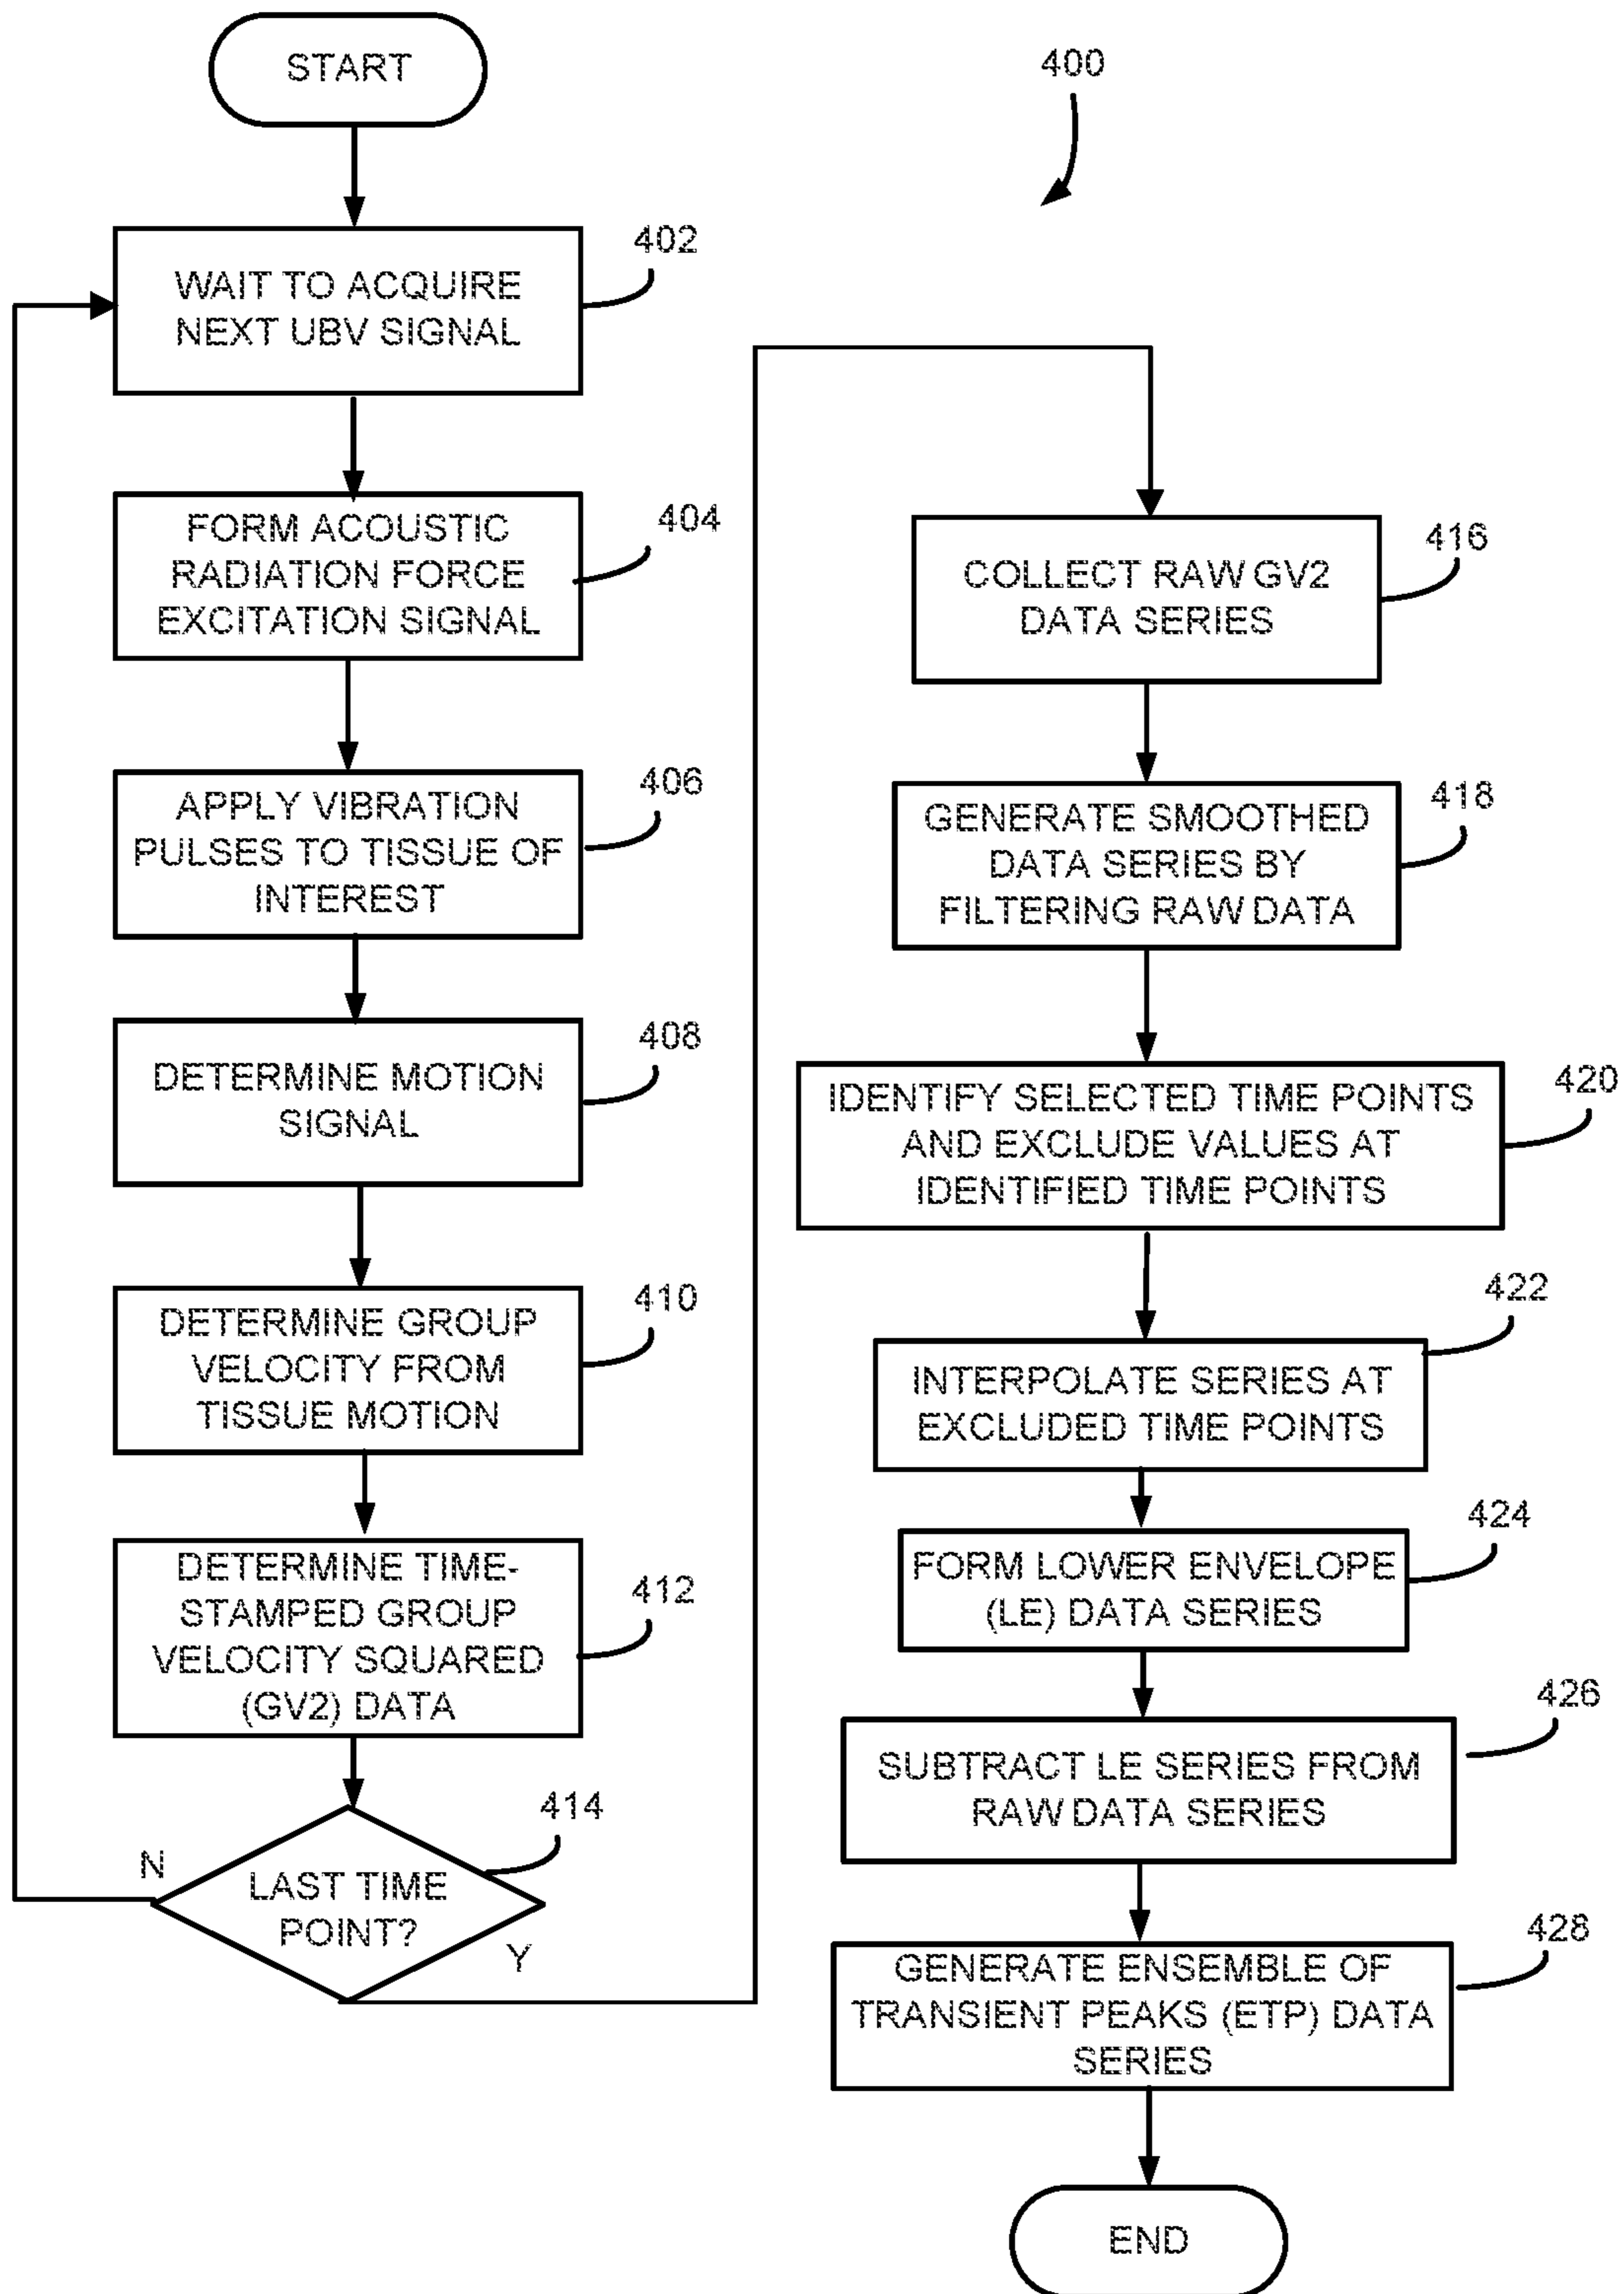 START
400
402
WAIT TO ACQUIRE
NEXT UBV SIGNAL
404
FORM ACOUSTIC
RADIATION FORCE
EXCITATION SIGNAL
406
APPLY VIBRATION
PULSES TO TISSUE OF
INTEREST
408
DETERMINE MOTION
SIGNAL
410
DETERMINE GROUP
VELOCITY FROM
TISSUE MOTION
412
DETERMINE TIME-
STAMPED GROUP
VELOCITY SQUARED
(GV2) DATA
414
N
LAST TIME
POINT?
Y
416
COLLECT RAW GV2
DATA SERIES
418
GENERATE SMOOTHED
DATA SERIES BY
FILTERING RAW DATA
420
IDENTIFY SELECTED TIME POINTS
AND EXCLUDE VALUES AT
IDENTIFIED TIME POINTS
422
INTERPOLATE SERIES AT
EXCLUDED TIME POINTS
424
FORM LOWER ENVELOPE
(LE) DATA SERIES
426
SUBTRACT LE SERIES FROM
RAW DATA SERIES
428
GENERATE ENSEMBLE OF
TRANSIENT PEAKS (ETP) DATA
SERIES
END